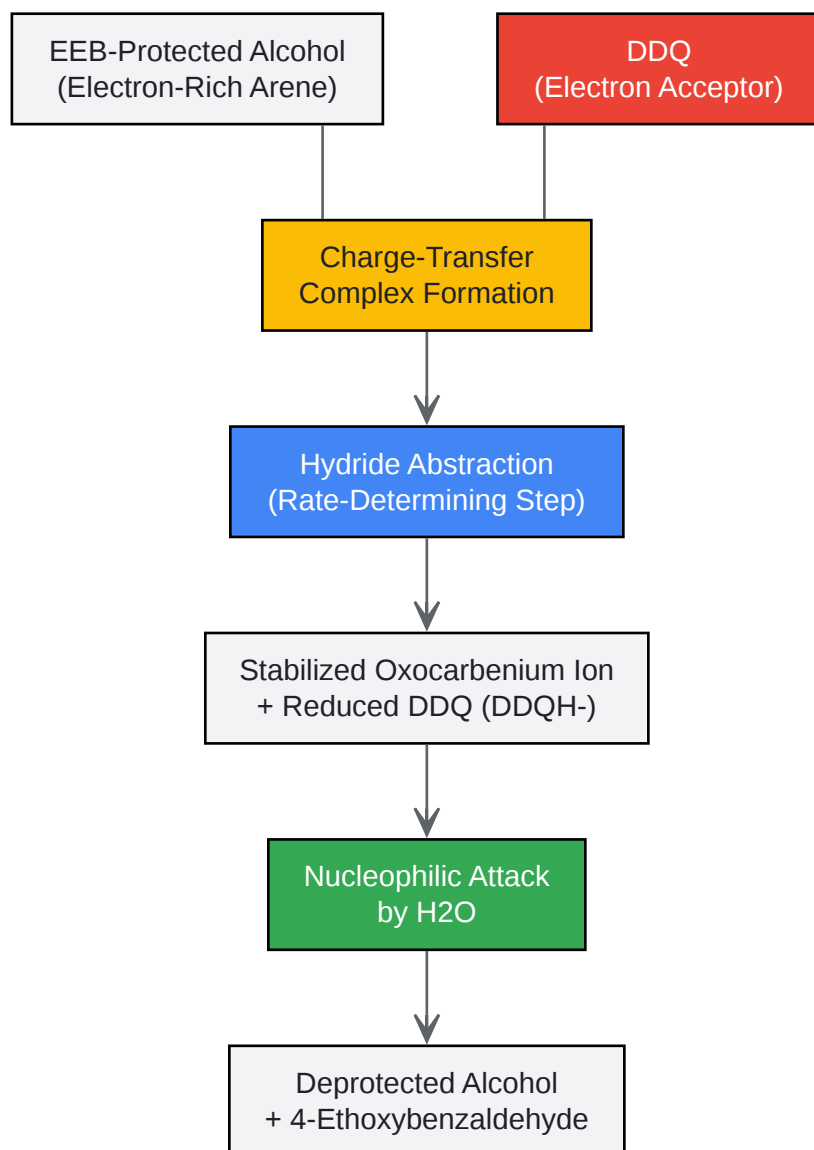 EEB-Protected Alcohol
(Electron-Rich Arene)
DDQ
(Electron Acceptor)
Charge-Transfer
Complex Formation
Hydride Abstraction
(Rate-Determining Step)
Stabilized Oxocarbenium Ion
+ Reduced DDQ (DDQH-)
Nucleophilic Attack
by H2O
Deprotected Alcohol
+ 4-Ethoxybenzaldehyde